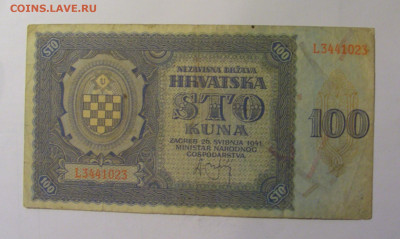 COINS.LAVE.RU
STO
100
L3441023
NEZAVISNA DRŽAVA
HRVATSKA
STO
KUNA
100
ZAGREB 26. SVIBNJA 1941.
MINISTAR NARODNOG
GOSPODARSTVA
U
L3441023
100
STO